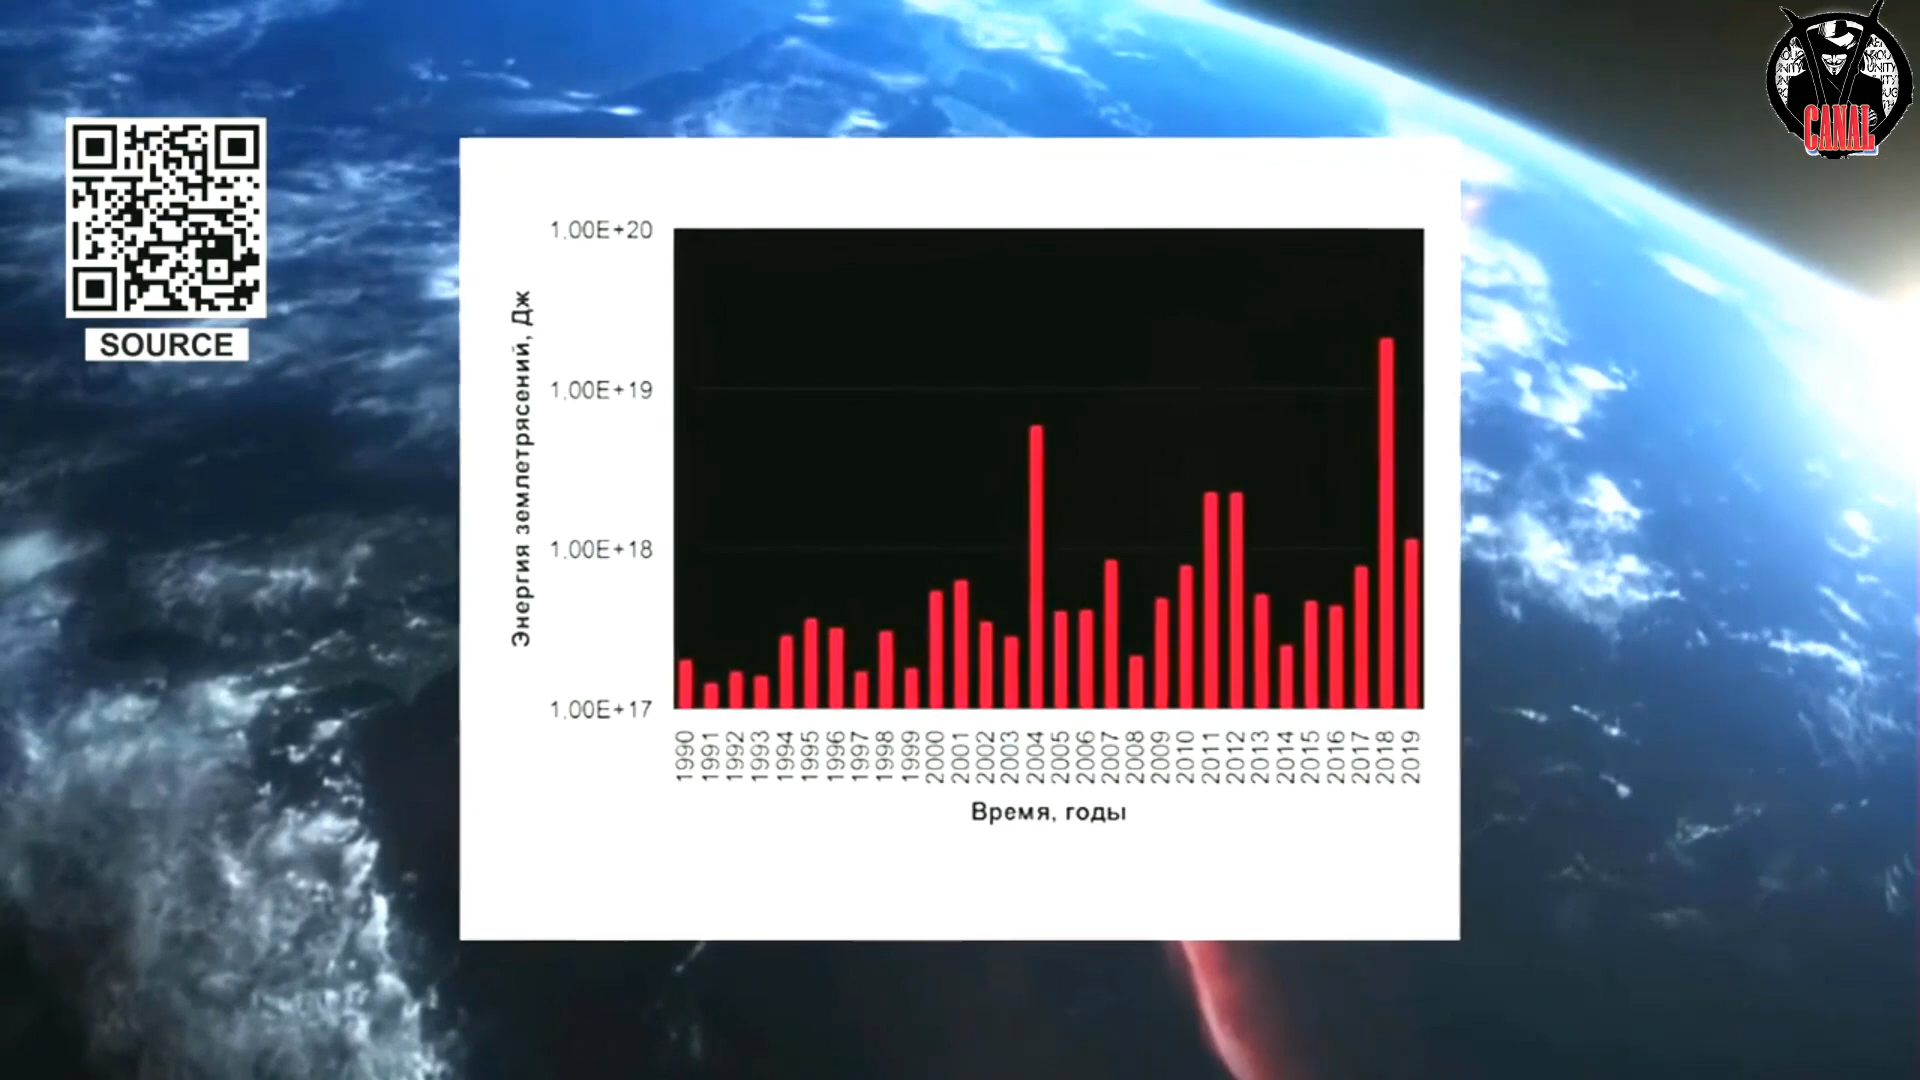 SOURCE
CANAL
Энергия землетрясений, Дж
1,00E+20
1,00E+19
1,00E+18
1,00E+17
1990 1991 1992 1993 1994 1995 1996 1997 1998 1999 2000 2001 2002 2003 2004 2005 2006 2007 2008 2009 2010 2011 2012 2013 2014 2015 2016 2017 2018 2019
Время, годы